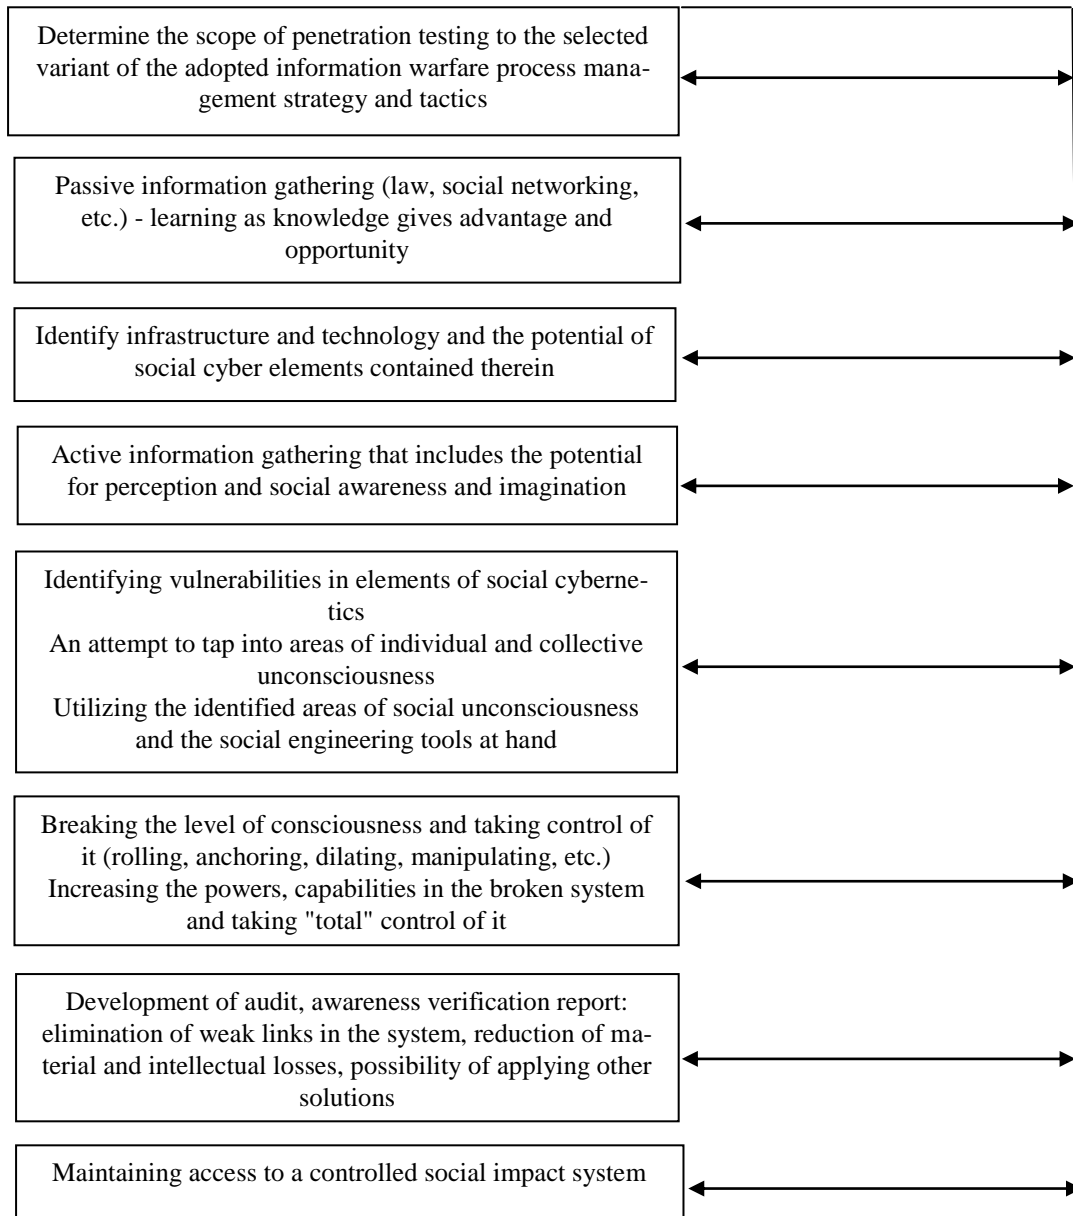 Determine the scope of penetration testing to the selected
variant of the adopted information warfare process man-
agement strategy and tactics
Passive information gathering (law, social networking,
etc.) - learning as knowledge gives advantage and
opportunity
Identify infrastructure and technology and the potential of
social cyber elements contained therein
Active information gathering that includes the potential
for perception and social awareness and imagination
Identifying vulnerabilities in elements of social cyberne-
tics
An attempt to tap into areas of individual and collective
unconsciousness
Utilizing the identified areas of social unconsciousness
and the social engineering tools at hand
Breaking the level of consciousness and taking control of
it (rolling, anchoring, dilating, manipulating, etc.)
Increasing the powers, capabilities in the broken system
and taking "total" control of it
Development of audit, awareness verification report:
elimination of weak links in the system, reduction of ma-
terial and intellectual losses, possibility of applying other
solutions
Maintaining access to a controlled social impact system